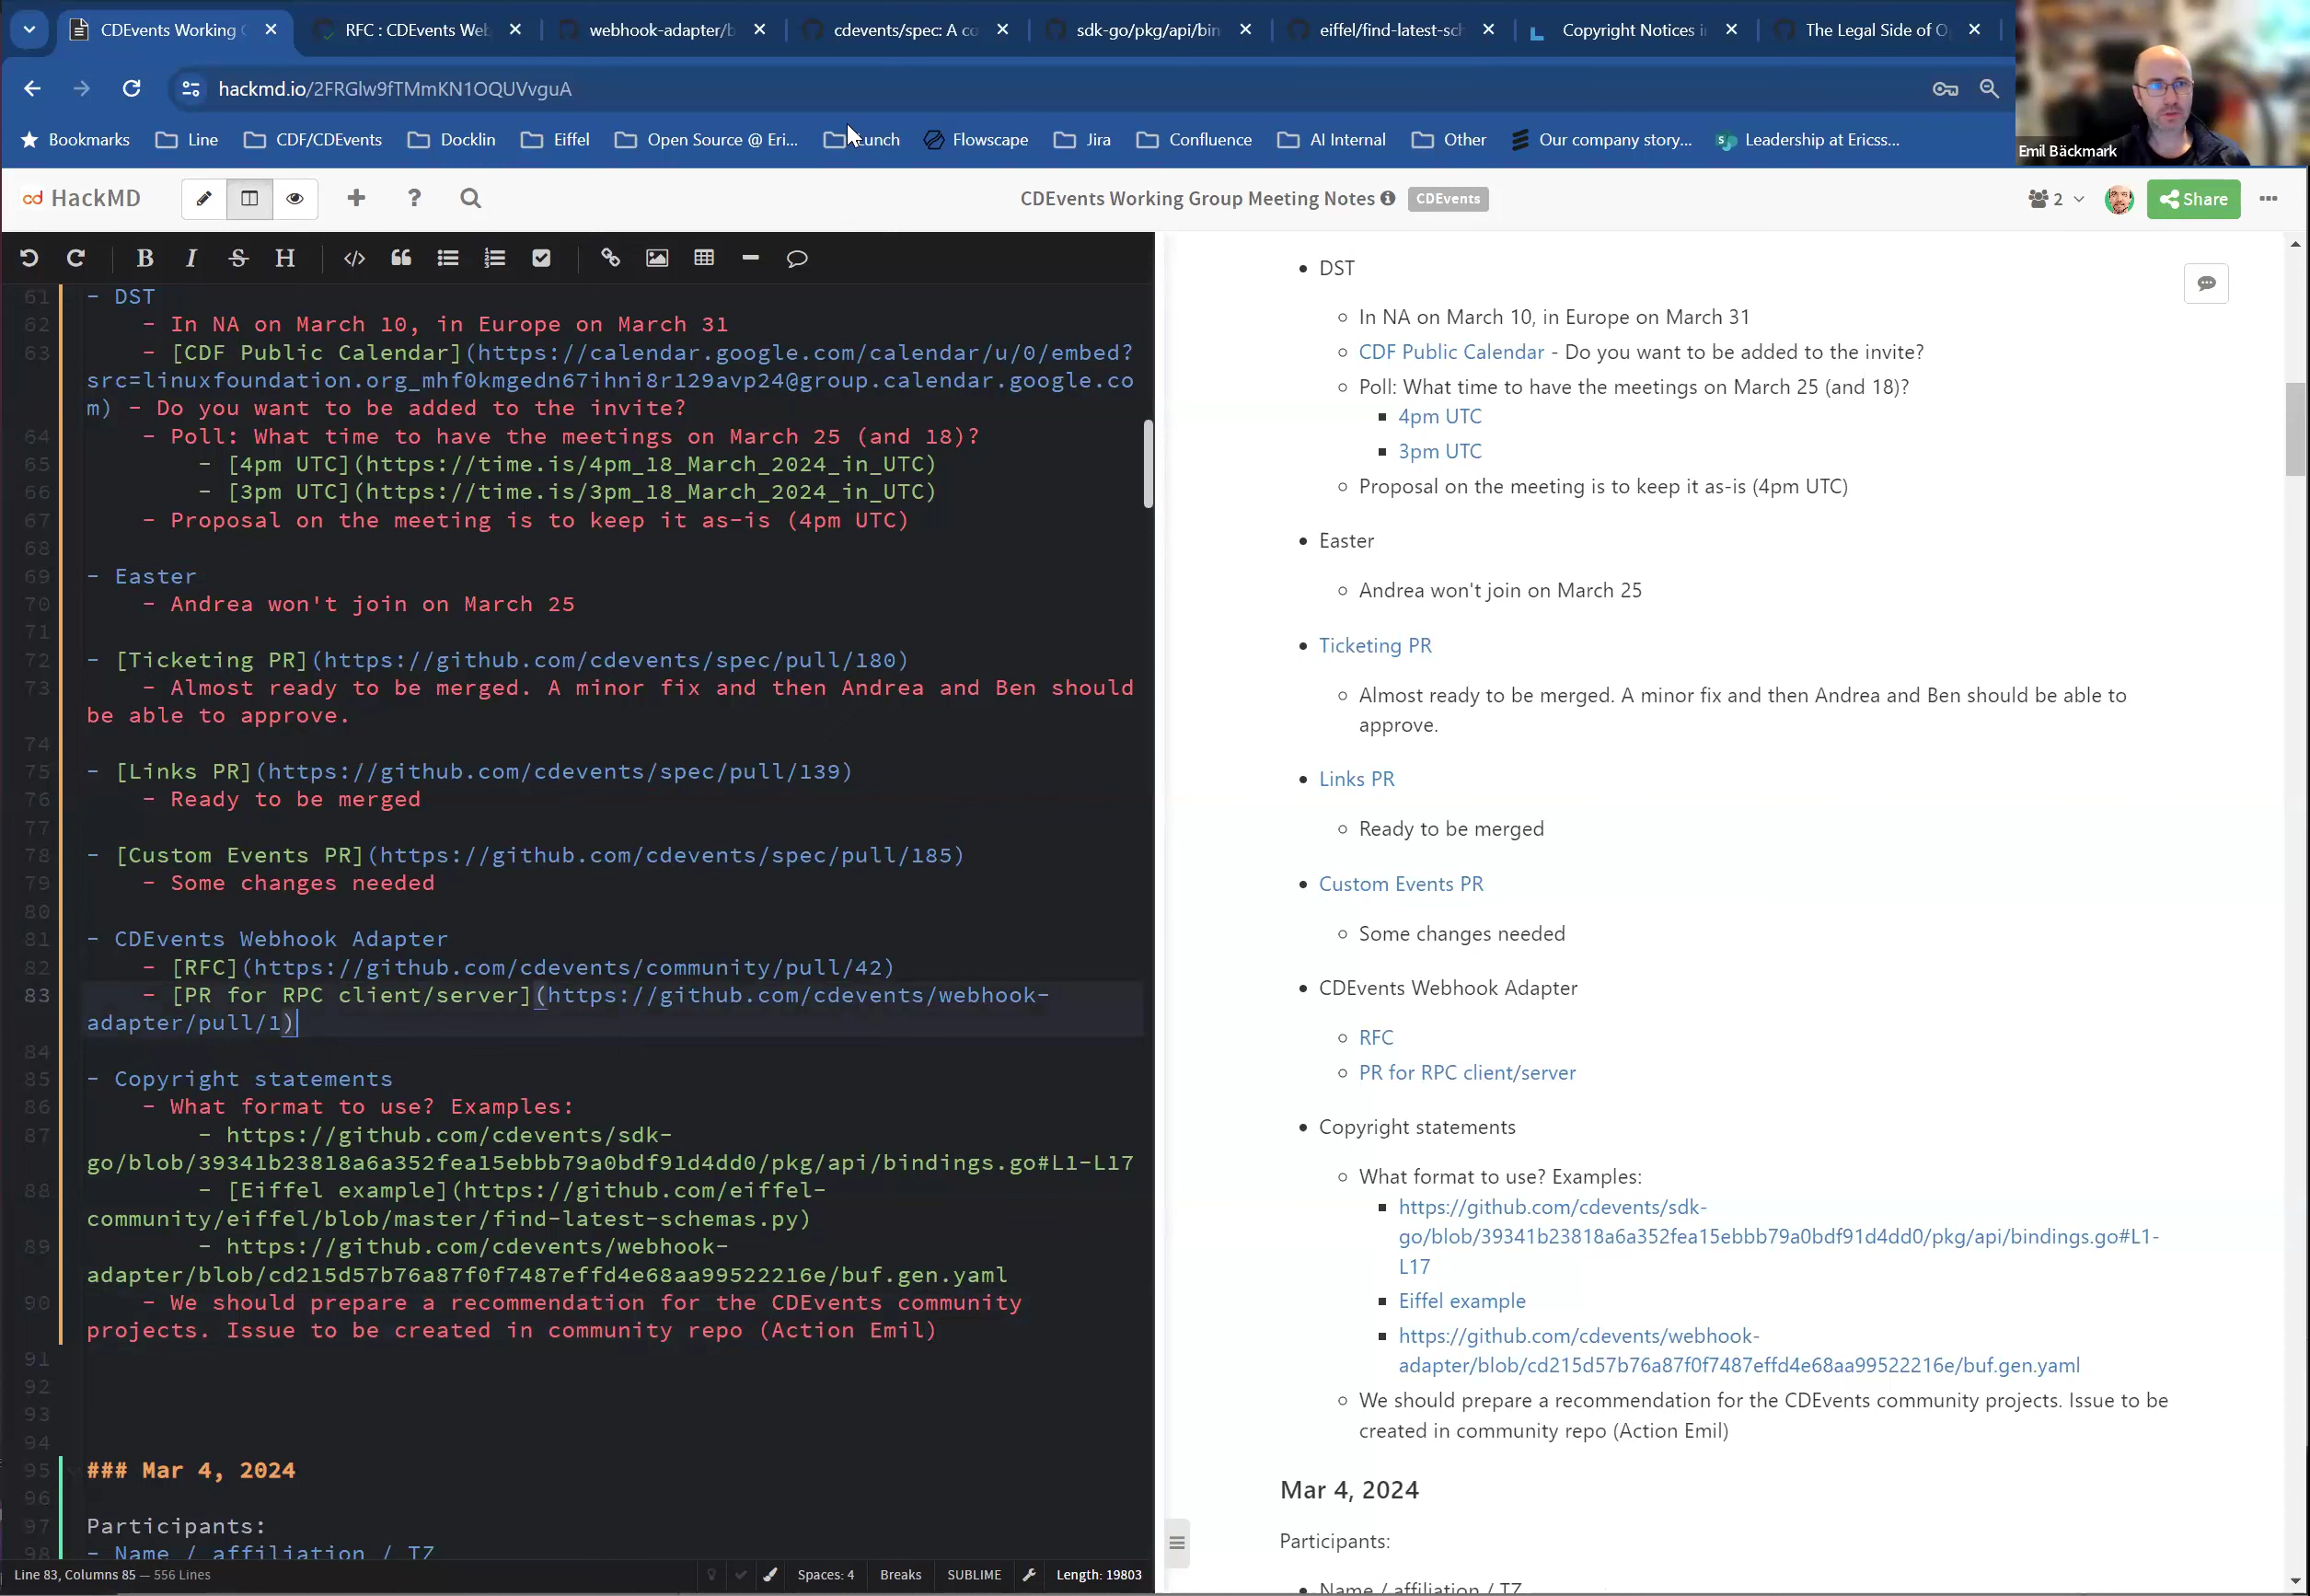 CDEvents Working
RFC : CDEvents Web
webhook-adapter/b
cdevents/spec: A co
sdk-go/pkg/api/bin
eiffel/find-latest-sch
Copyright Notices i
The Legal Side of O
hackmd.io/2FRGlw9fTMmKN1OQUVvguA
Bookmarks
Line
CDF/CDEvents
Docklin
Eiffel
Open Source @ Eri...
Lunch
Flowscape
Jira
Confluence
AI Internal
Other
Our company story...
Leadership at Ericss...
Emil Bäckmark
HackMD
CDEvents Working Group Meeting Notes
CDEvents
2
Share
61 - DST
62 - In NA on March 10, in Europe on March 31
63 - [CDF Public Calendar](https://calendar.google.com/calendar/u/0/embed?
src=linuxfoundation.org_mhf0kmgedn67ihni8r129avp24@group.calendar.google.co
m) - Do you want to be added to the invite?
64 - Poll: What time to have the meetings on March 25 (and 18)?
65 - [4pm UTC](https://time.is/4pm_18_March_2024_in_UTC)
66 - [3pm UTC](https://time.is/3pm_18_March_2024_in_UTC)
67 - Proposal on the meeting is to keep it as-is (4pm UTC)
68
69 - Easter
70 - Andrea won't join on March 25
71
72 - [Ticketing PR](https://github.com/cdevents/spec/pull/180)
73 - Almost ready to be merged. A minor fix and then Andrea and Ben should
be able to approve.
74
75 - [Links PR](https://github.com/cdevents/spec/pull/139)
76 - Ready to be merged
77
78 - [Custom Events PR](https://github.com/cdevents/spec/pull/185)
79 - Some changes needed
80
81 - CDEvents Webhook Adapter
82 - [RFC](https://github.com/cdevents/community/pull/42)
83 - [PR for RPC client/server](https://github.com/cdevents/webhook-
adapter/pull/1)
84
85 - Copyright statements
86 - What format to use? Examples:
87 - https://github.com/cdevents/sdk-
go/blob/39341b23818a6a352fea15ebbb79a0bdf91d4dd0/pkg/api/bindings.go#L1-L17
88 - [Eiffel example](https://github.com/eiffel-
community/eiffel/blob/master/find-latest-schemas.py)
89 - https://github.com/cdevents/webhook-
adapter/blob/cd215d57b76a87f0f7487effd4e68aa99522216e/buf.gen.yaml
90 - We should prepare a recommendation for the CDEvents community
projects. Issue to be created in community repo (Action Emil)
91
92
93
94
95 ### Mar 4, 2024
96
97 Participants:
98 - Name / affiliation / TZ
Line 83, Columns 85 — 556 Lines
Spaces: 4
Breaks
SUBLIME
Length: 19803
DST
In NA on March 10, in Europe on March 31
CDF Public Calendar - Do you want to be added to the invite?
Poll: What time to have the meetings on March 25 (and 18)?
4pm UTC
3pm UTC
Proposal on the meeting is to keep it as-is (4pm UTC)
Easter
Andrea won't join on March 25
Ticketing PR
Almost ready to be merged. A minor fix and then Andrea and Ben should be able to
approve.
Links PR
Ready to be merged
Custom Events PR
Some changes needed
CDEvents Webhook Adapter
RFC
PR for RPC client/server
Copyright statements
What format to use? Examples:
https://github.com/cdevents/sdk-
go/blob/39341b23818a6a352fea15ebbb79a0bdf91d4dd0/pkg/api/bindings.go#L1-
L17
Eiffel example
https://github.com/cdevents/webhook-
adapter/blob/cd215d57b76a87f0f7487effd4e68aa99522216e/buf.gen.yaml
We should prepare a recommendation for the CDEvents community projects. Issue to be
created in community repo (Action Emil)
Mar 4, 2024
Participants:
Name / affiliation / TZ